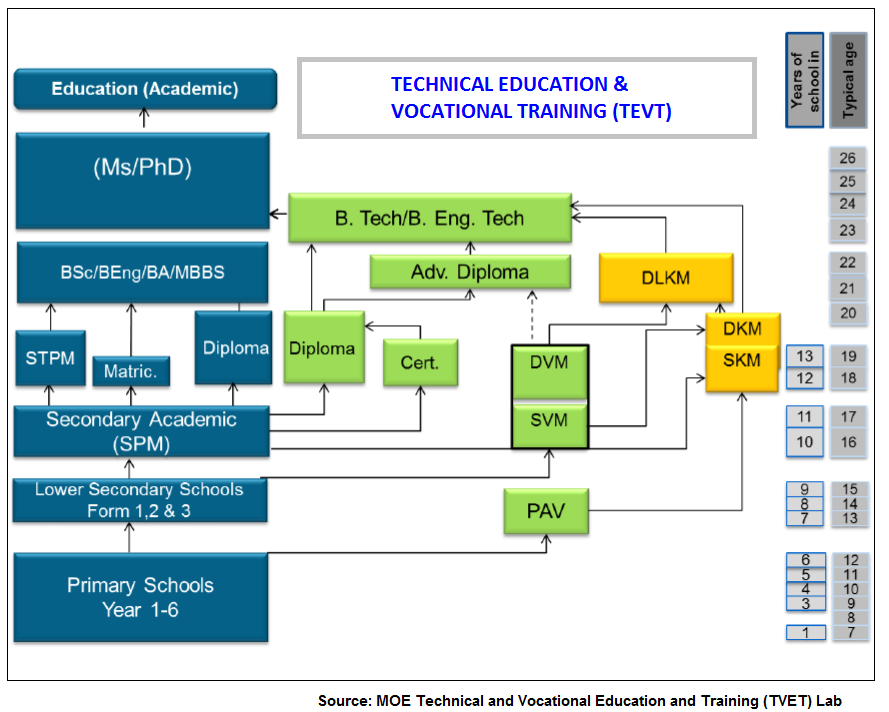 TECHNICAL EDUCATION &
VOCATIONAL TRAINING (TEVT)
Years of
school in
Typical age
Education (Academic)
(Ms/PhD)
B. Tech/B. Eng. Tech
BSc/BEng/BA/MBBS
Adv. Diploma
DLKM
STPM
Matric.
Diploma
Diploma
Cert.
DVM
SVM
DKM
SKM
Secondary Academic
(SPM)
Lower Secondary Schools
Form 1,2 & 3
PAV
Primary Schools
Year 1-6
26
25
24
23
22
21
20
13 19
12 18
11 17
10 16
9 15
8 14
7 13
6 12
5 11
4 10
3 9
8
1 7
Source: MOE Technical and Vocational Education and Training (TVET) Lab